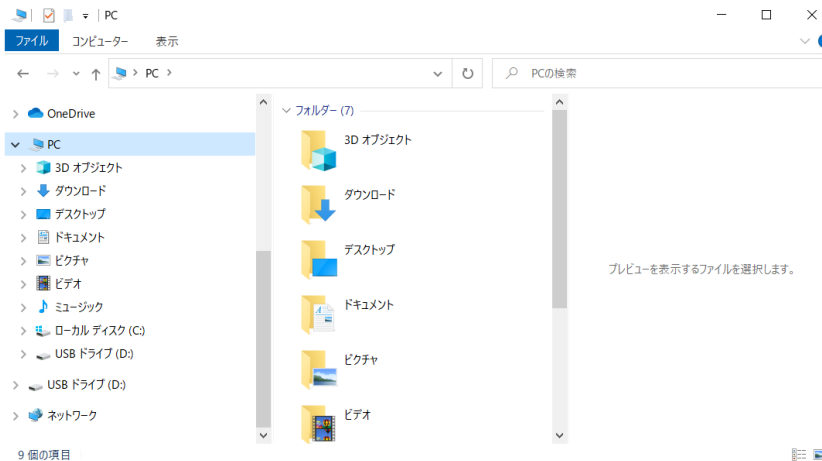 PC
ファイル コンピューター 表示
PC
PCの検索
OneDrive
PC
3D オブジェクト
ダウンロード
デスクトップ
ドキュメント
ピクチャ
ビデオ
ミュージック
ローカル ディスク (C:)
USB ドライブ (D:)
USB ドライブ (D:)
ネットワーク
フォルダー (7)
3D オブジェクト
ダウンロード
デスクトップ
ドキュメント
ピクチャ
ビデオ
プレビューを表示するファイルを選択します。
9 個の項目